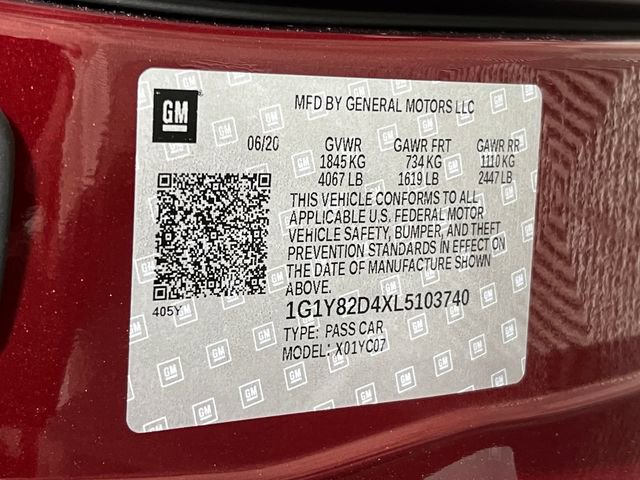 GM
MFD BY GENERAL MOTORS LLC
06/20 GVWR GAWR FRT GAWR RR
1845 KG 734 KG 1110 KG
4067 LB 1619 LB 2447 LB
THIS VEHICLE CONFORMS TO ALL
APPLICABLE U.S. FEDERAL MOTOR
VEHICLE SAFETY, BUMPER, AND THEFT
PREVENTION STANDARDS IN EFFECT ON
THE DATE OF MANUFACTURE SHOWN
ABOVE.
405Y
1G1Y82D4XL5103740
TYPE: PASS CAR
MODEL: X01YC07